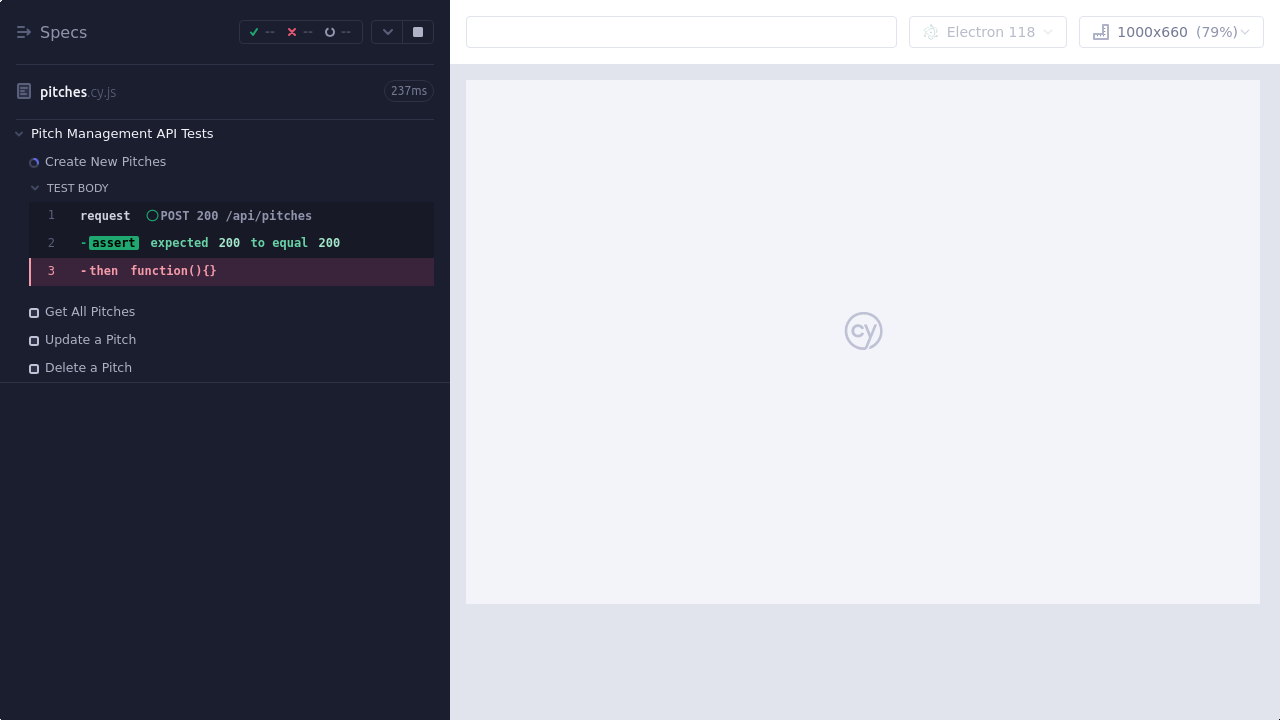 Specs
-- -- --
Electron 118
1000x660 (79%)
pitches.cy.js
237ms
Pitch Management API Tests
Create New Pitches
TEST BODY
1 request POST 200 /api/pitches
2 -assert expected 200 to equal 200
3 -then function(){}
Get All Pitches
Update a Pitch
Delete a Pitch
cy